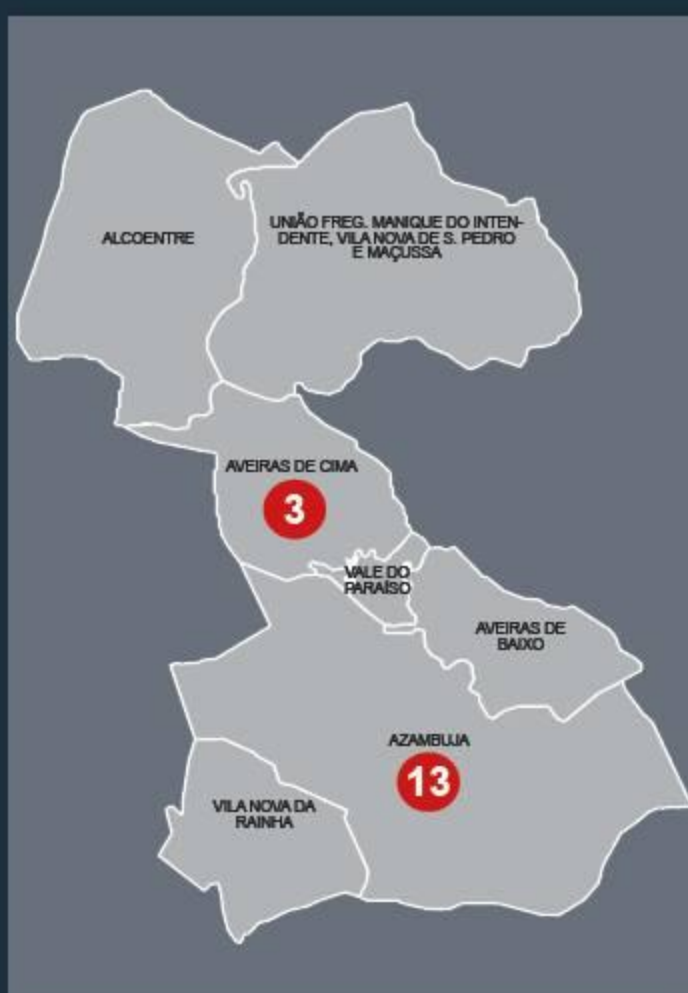 ALCOENTRE
UNIÃO FREG. MANIQUE DO INTEN-
DENTE, VILA NOVA DE S. PEDRO
E MAÇUSSA
AVEIRAS DE CIMA
3
VALE DO
PARAÍSO
AVEIRAS DE
BAIXO
AZAMBUJA
13
VILA NOVA DA
RAINHA